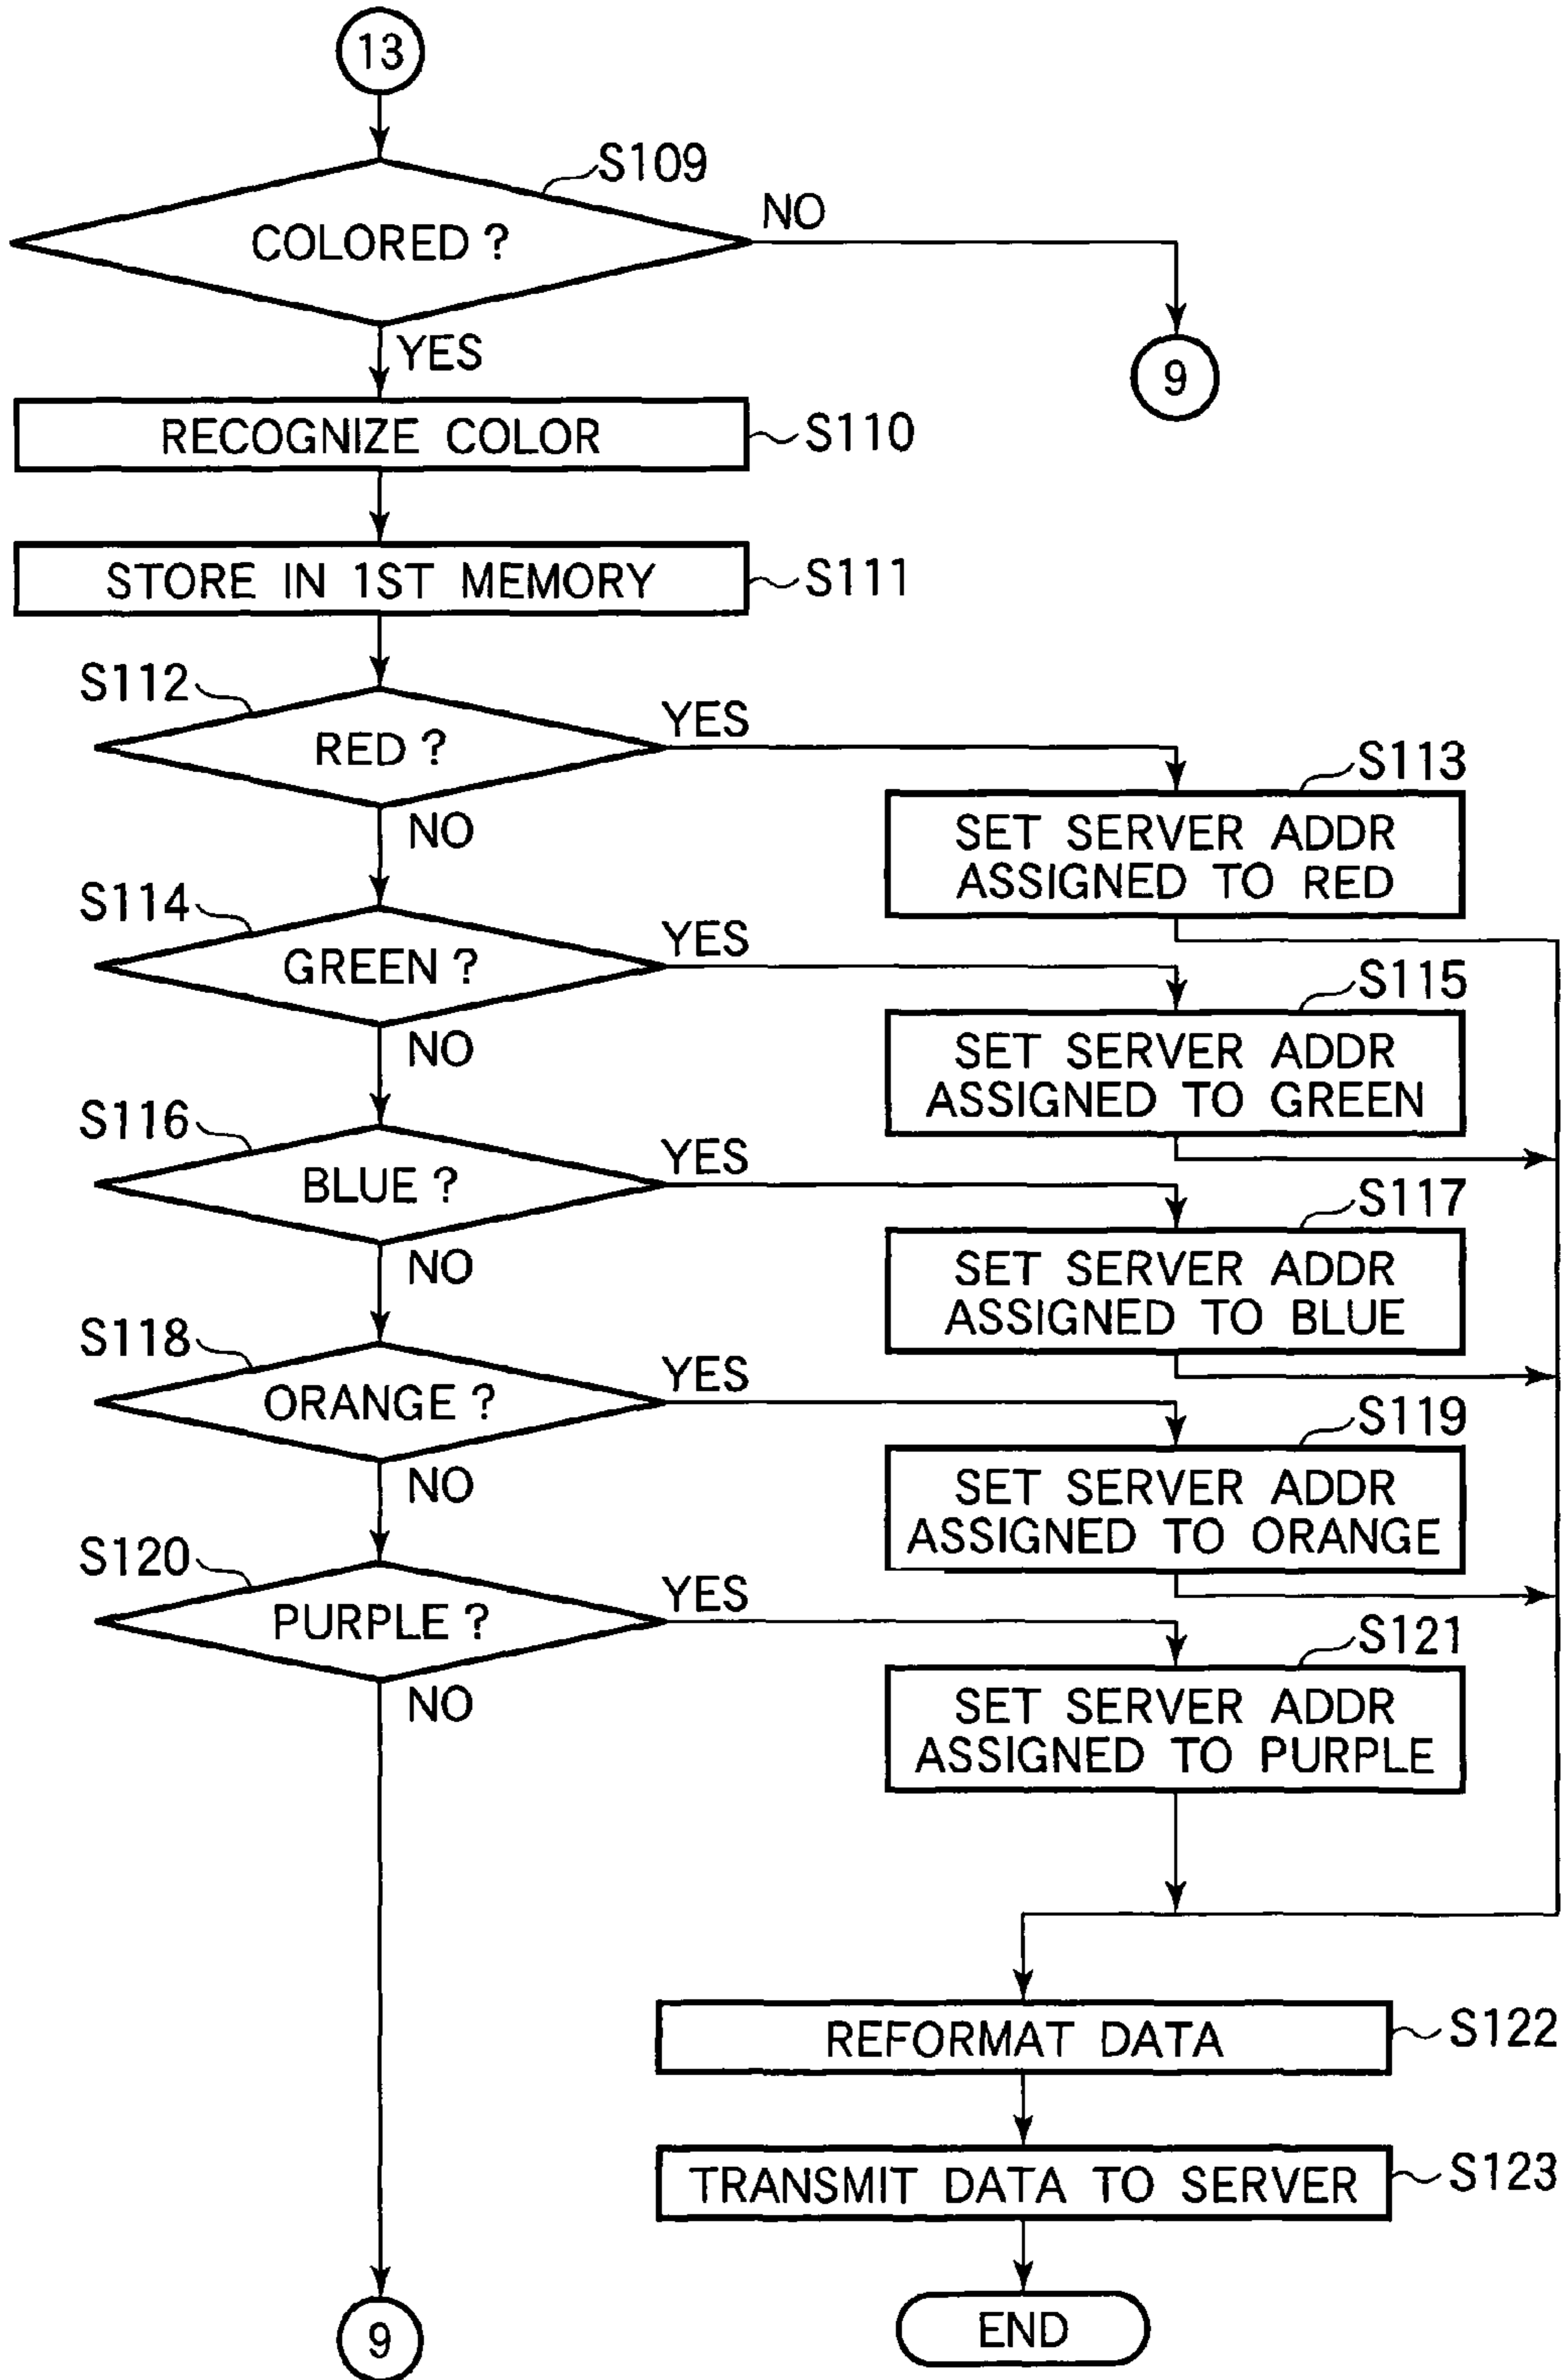 13
S109
COLORED ?
NO
9
YES
RECOGNIZE COLOR
S110
STORE IN 1ST MEMORY
S111
S112
RED ?
YES
NO
S113
SET SERVER ADDR
ASSIGNED TO RED
S114
GREEN ?
YES
NO
S115
SET SERVER ADDR
ASSIGNED TO GREEN
S116
BLUE ?
YES
NO
S117
SET SERVER ADDR
ASSIGNED TO BLUE
S118
ORANGE ?
YES
NO
S119
SET SERVER ADDR
ASSIGNED TO ORANGE
S120
PURPLE ?
YES
NO
S121
SET SERVER ADDR
ASSIGNED TO PURPLE
REFORMAT DATA
S122
TRANSMIT DATA TO SERVER
S123
END
9